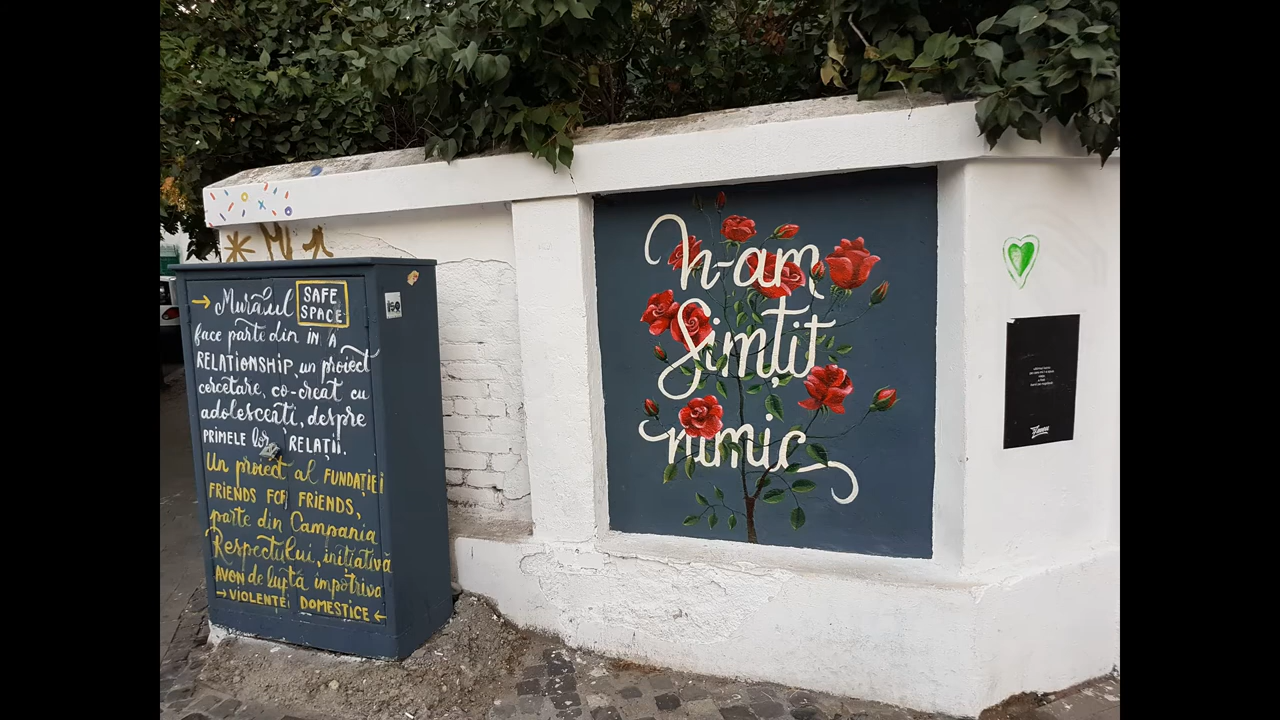 → Muralul SAFE SPACE
face parte din IN A
RELATIONSHIP, un proiect
cercetare, co-creat cu
adolescenți, despre
PRIMELE lor RELAȚII.
Un proiect al FUNDAȚIEI
FRIENDS FOR FRIENDS,
parte din Campania
Respectului, inițiativă
AVON de luptă împotriva
→ VIOLENȚEI DOMESTICE ←
N-am
Simțit
nimic